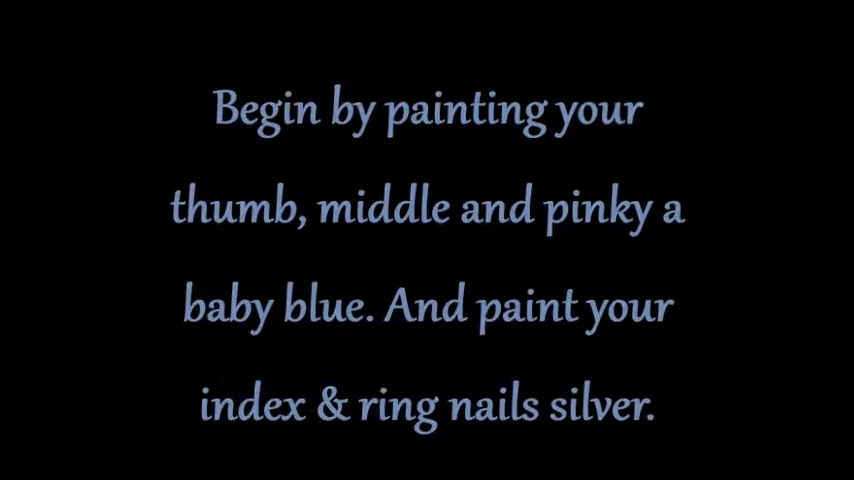 Begin by painting your
thumb, middle and pinky a
baby blue. And paint your
index & ring nails silver.